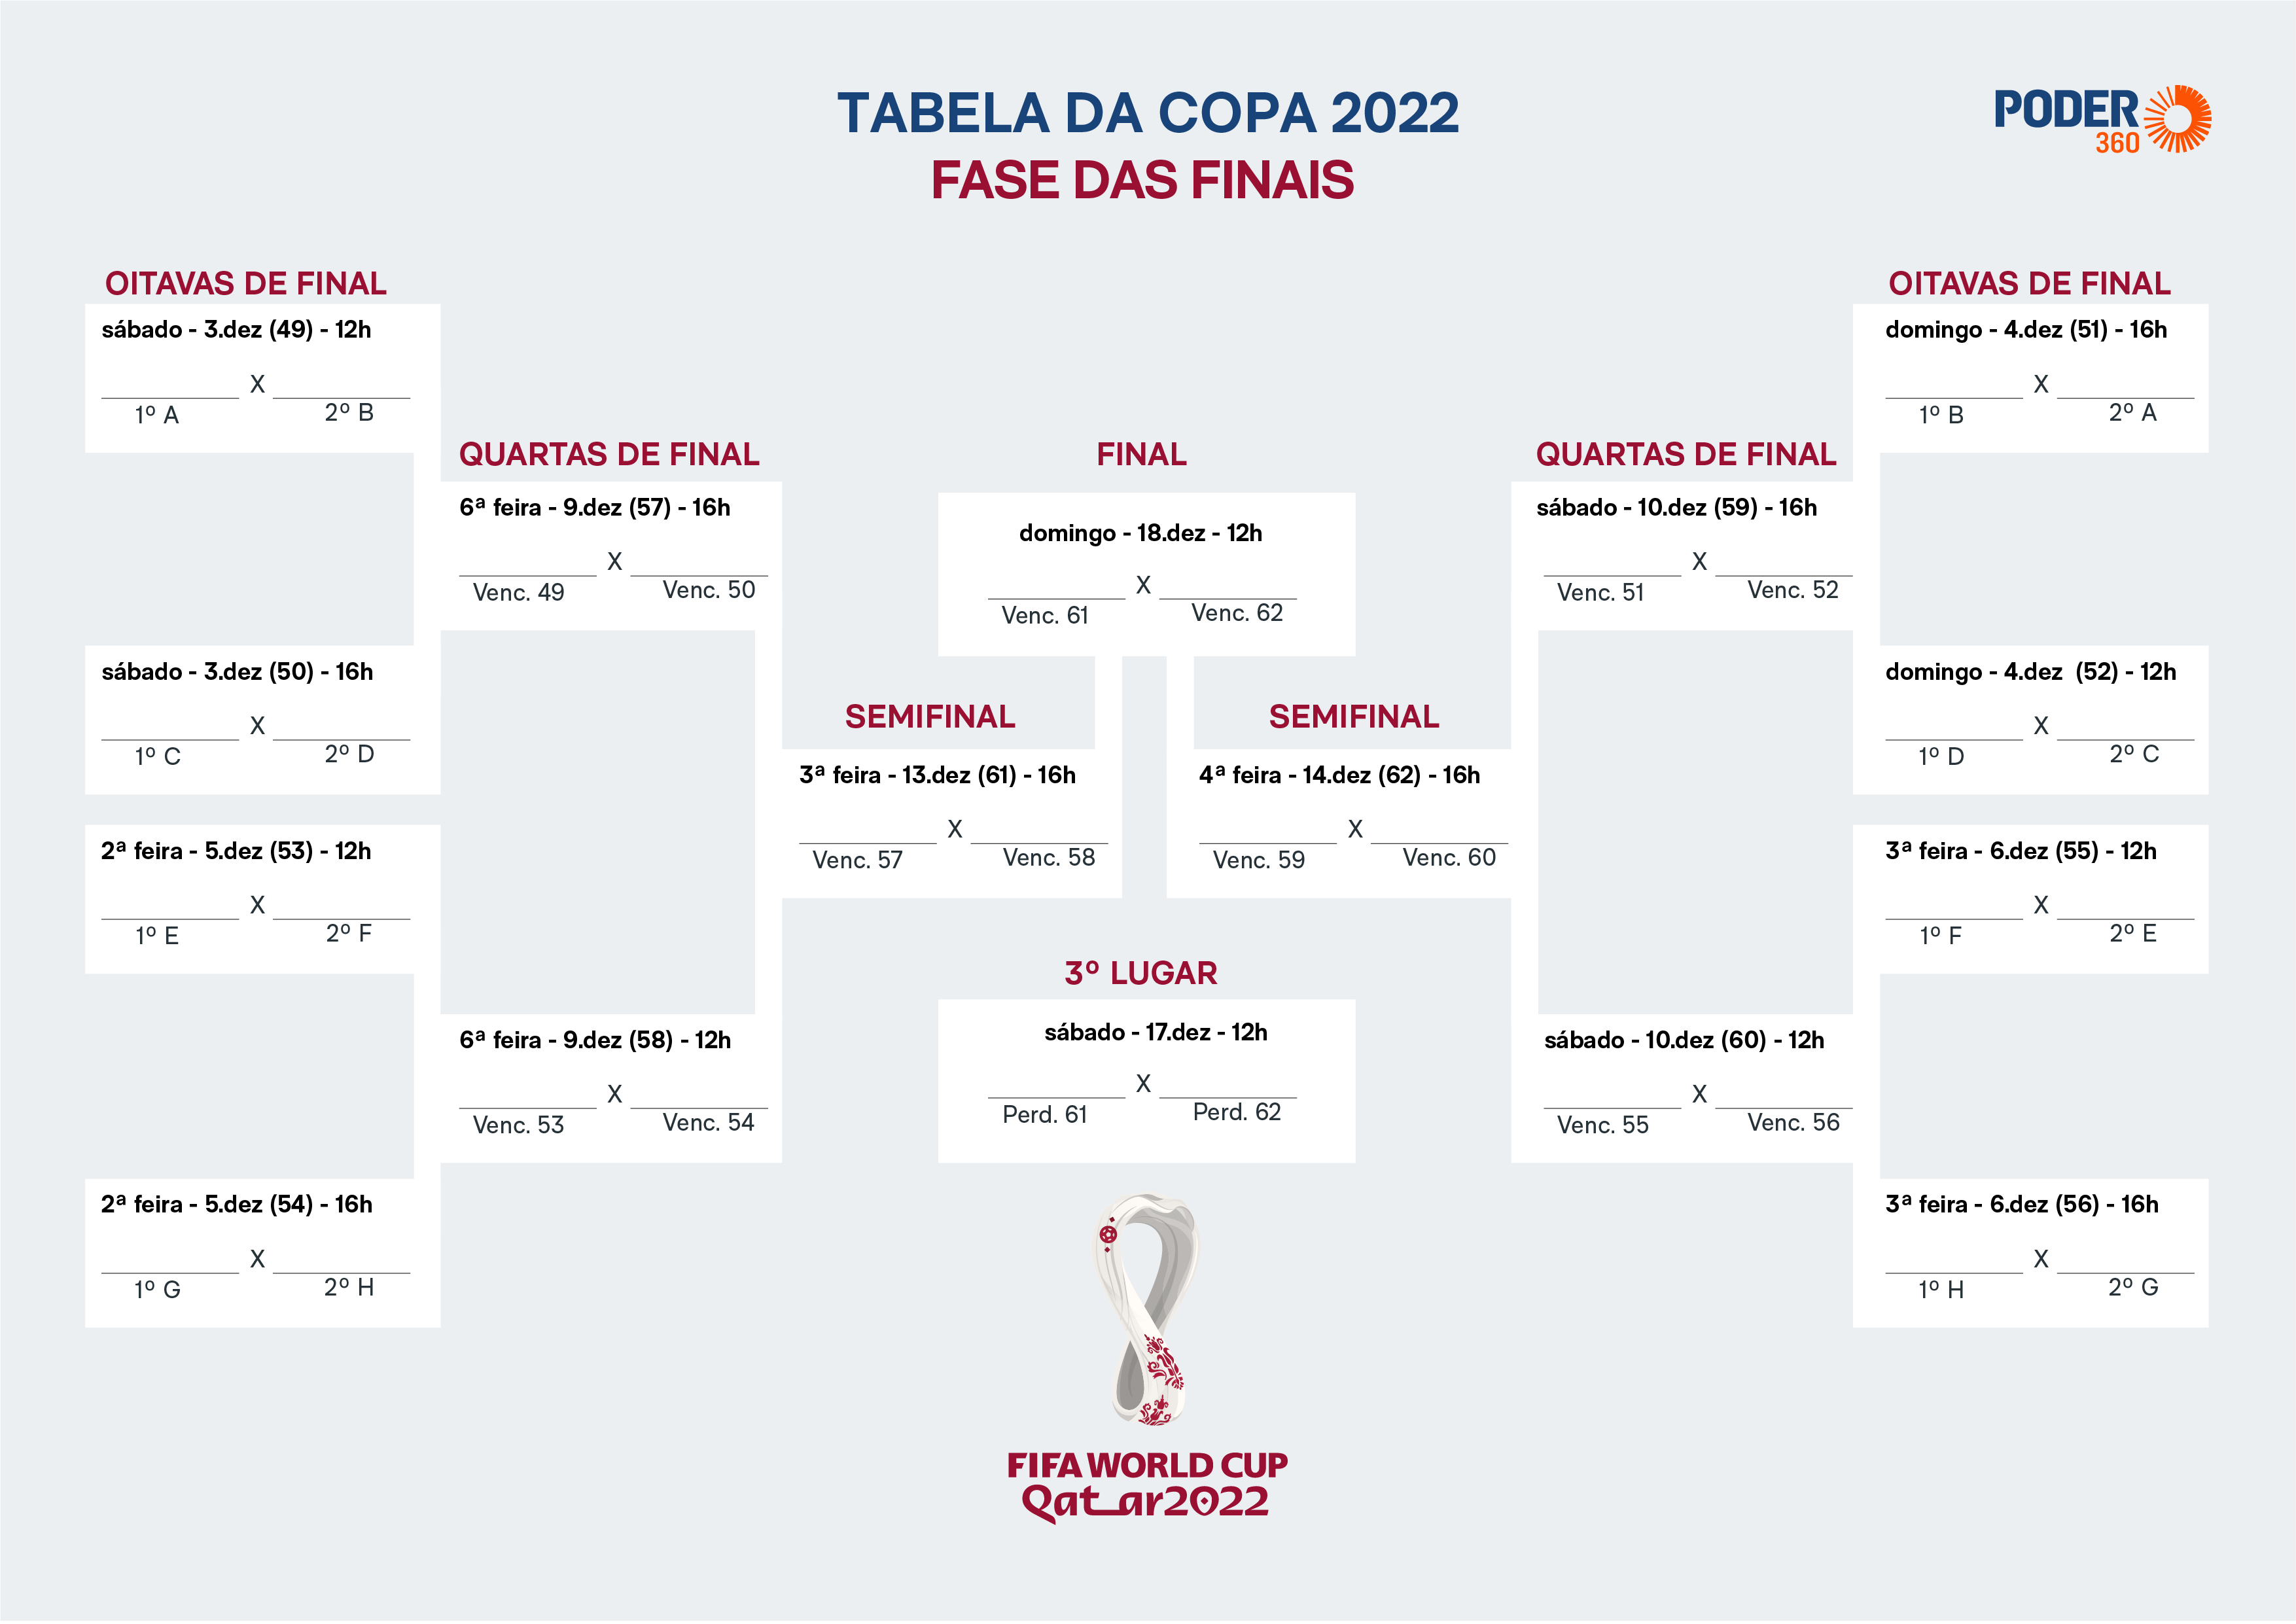 TABELA DA COPA 2022
FASE DAS FINAIS
PODER
360
OITAVAS DE FINAL
sábado - 3.dez (49) - 12h
X
1º A 2º B
sábado - 3.dez (50) - 16h
X
1º C 2º D
2ª feira - 5.dez (53) - 12h
X
1º E 2º F
2ª feira - 5.dez (54) - 16h
X
1º G 2º H
QUARTAS DE FINAL
6ª feira - 9.dez (57) - 16h
X
Venc. 49 Venc. 50
6ª feira - 9.dez (58) - 12h
X
Venc. 53 Venc. 54
SEMIFINAL
3ª feira - 13.dez (61) - 16h
X
Venc. 57 Venc. 58
FINAL
domingo - 18.dez - 12h
X
Venc. 61 Venc. 62
SEMIFINAL
4ª feira - 14.dez (62) - 16h
X
Venc. 59 Venc. 60
3º LUGAR
sábado - 17.dez - 12h
X
Perd. 61 Perd. 62
QUARTAS DE FINAL
sábado - 10.dez (59) - 16h
X
Venc. 51 Venc. 52
sábado - 10.dez (60) - 12h
X
Venc. 55 Venc. 56
OITAVAS DE FINAL
domingo - 4.dez (51) - 16h
X
1º B 2º A
domingo - 4.dez (52) - 12h
X
1º D 2º C
3ª feira - 6.dez (55) - 12h
X
1º F 2º E
3ª feira - 6.dez (56) - 16h
X
1º H 2º G
FIFA WORLD CUP
Qatar2022